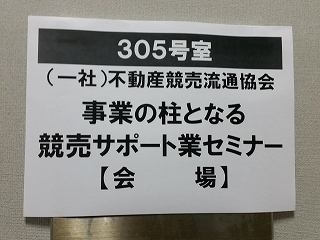 305号室
(一社)不動産競売流通協会
事業の柱となる
競売サポート業セミナー
【会　　場】